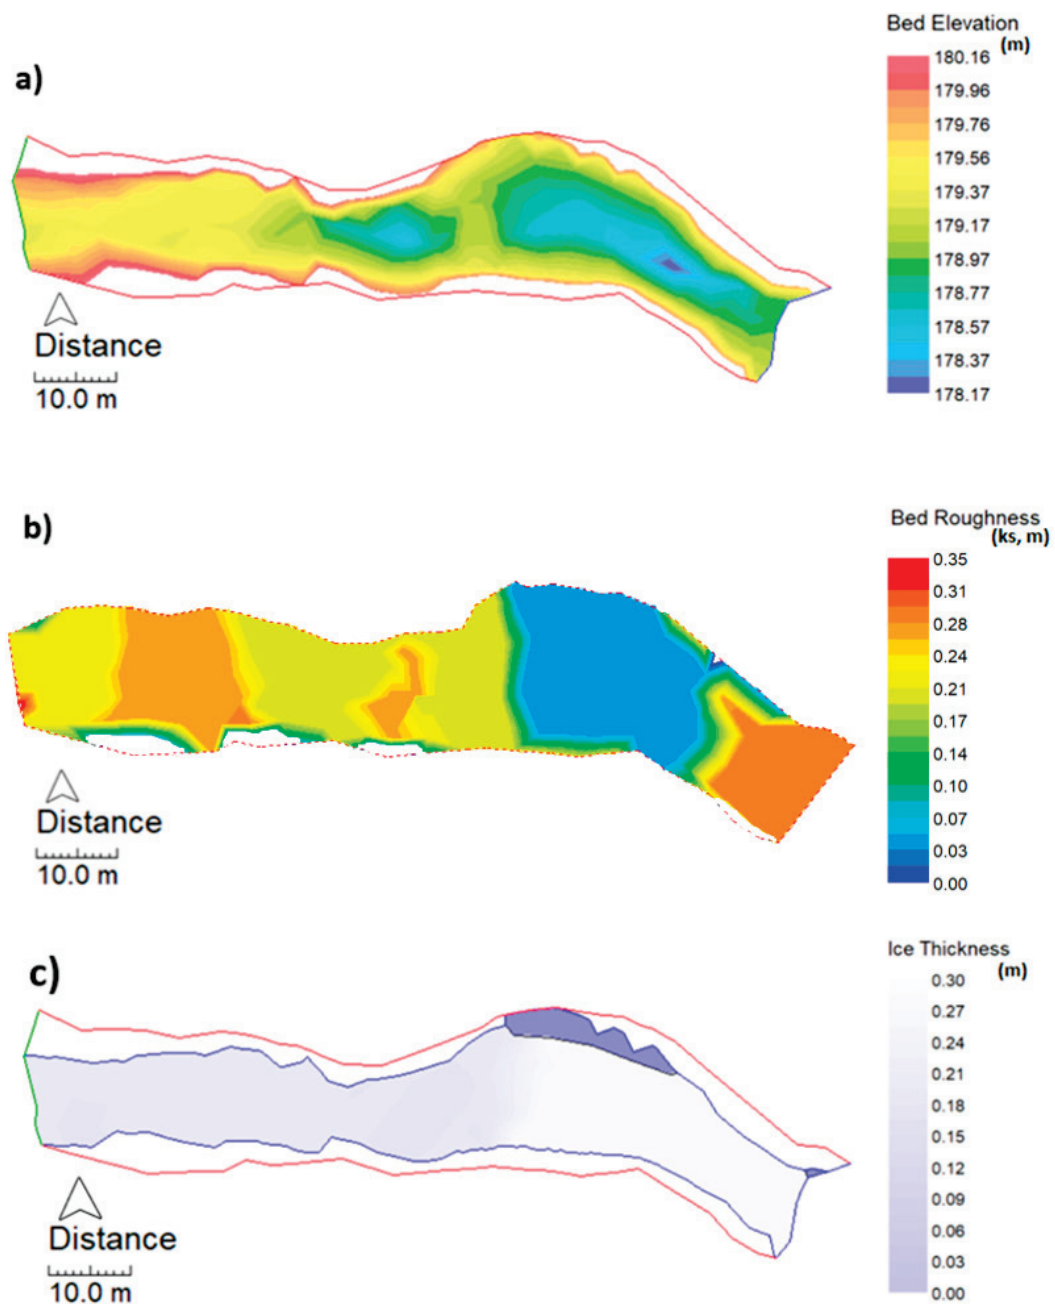 a)
Bed Elevation
(m)
180.16
179.96
179.76
179.56
179.37
179.17
178.97
178.77
178.57
178.37
178.17
Distance
10.0 m
b)
Bed Roughness
(ks, m)
0.35
0.31
0.28
0.24
0.21
0.17
0.14
0.10
0.07
0.03
0.00
Distance
10.0 m
c)
Ice Thickness
(m)
0.30
0.27
0.24
0.21
0.18
0.15
0.12
0.09
0.06
0.03
0.00
Distance
10.0 m